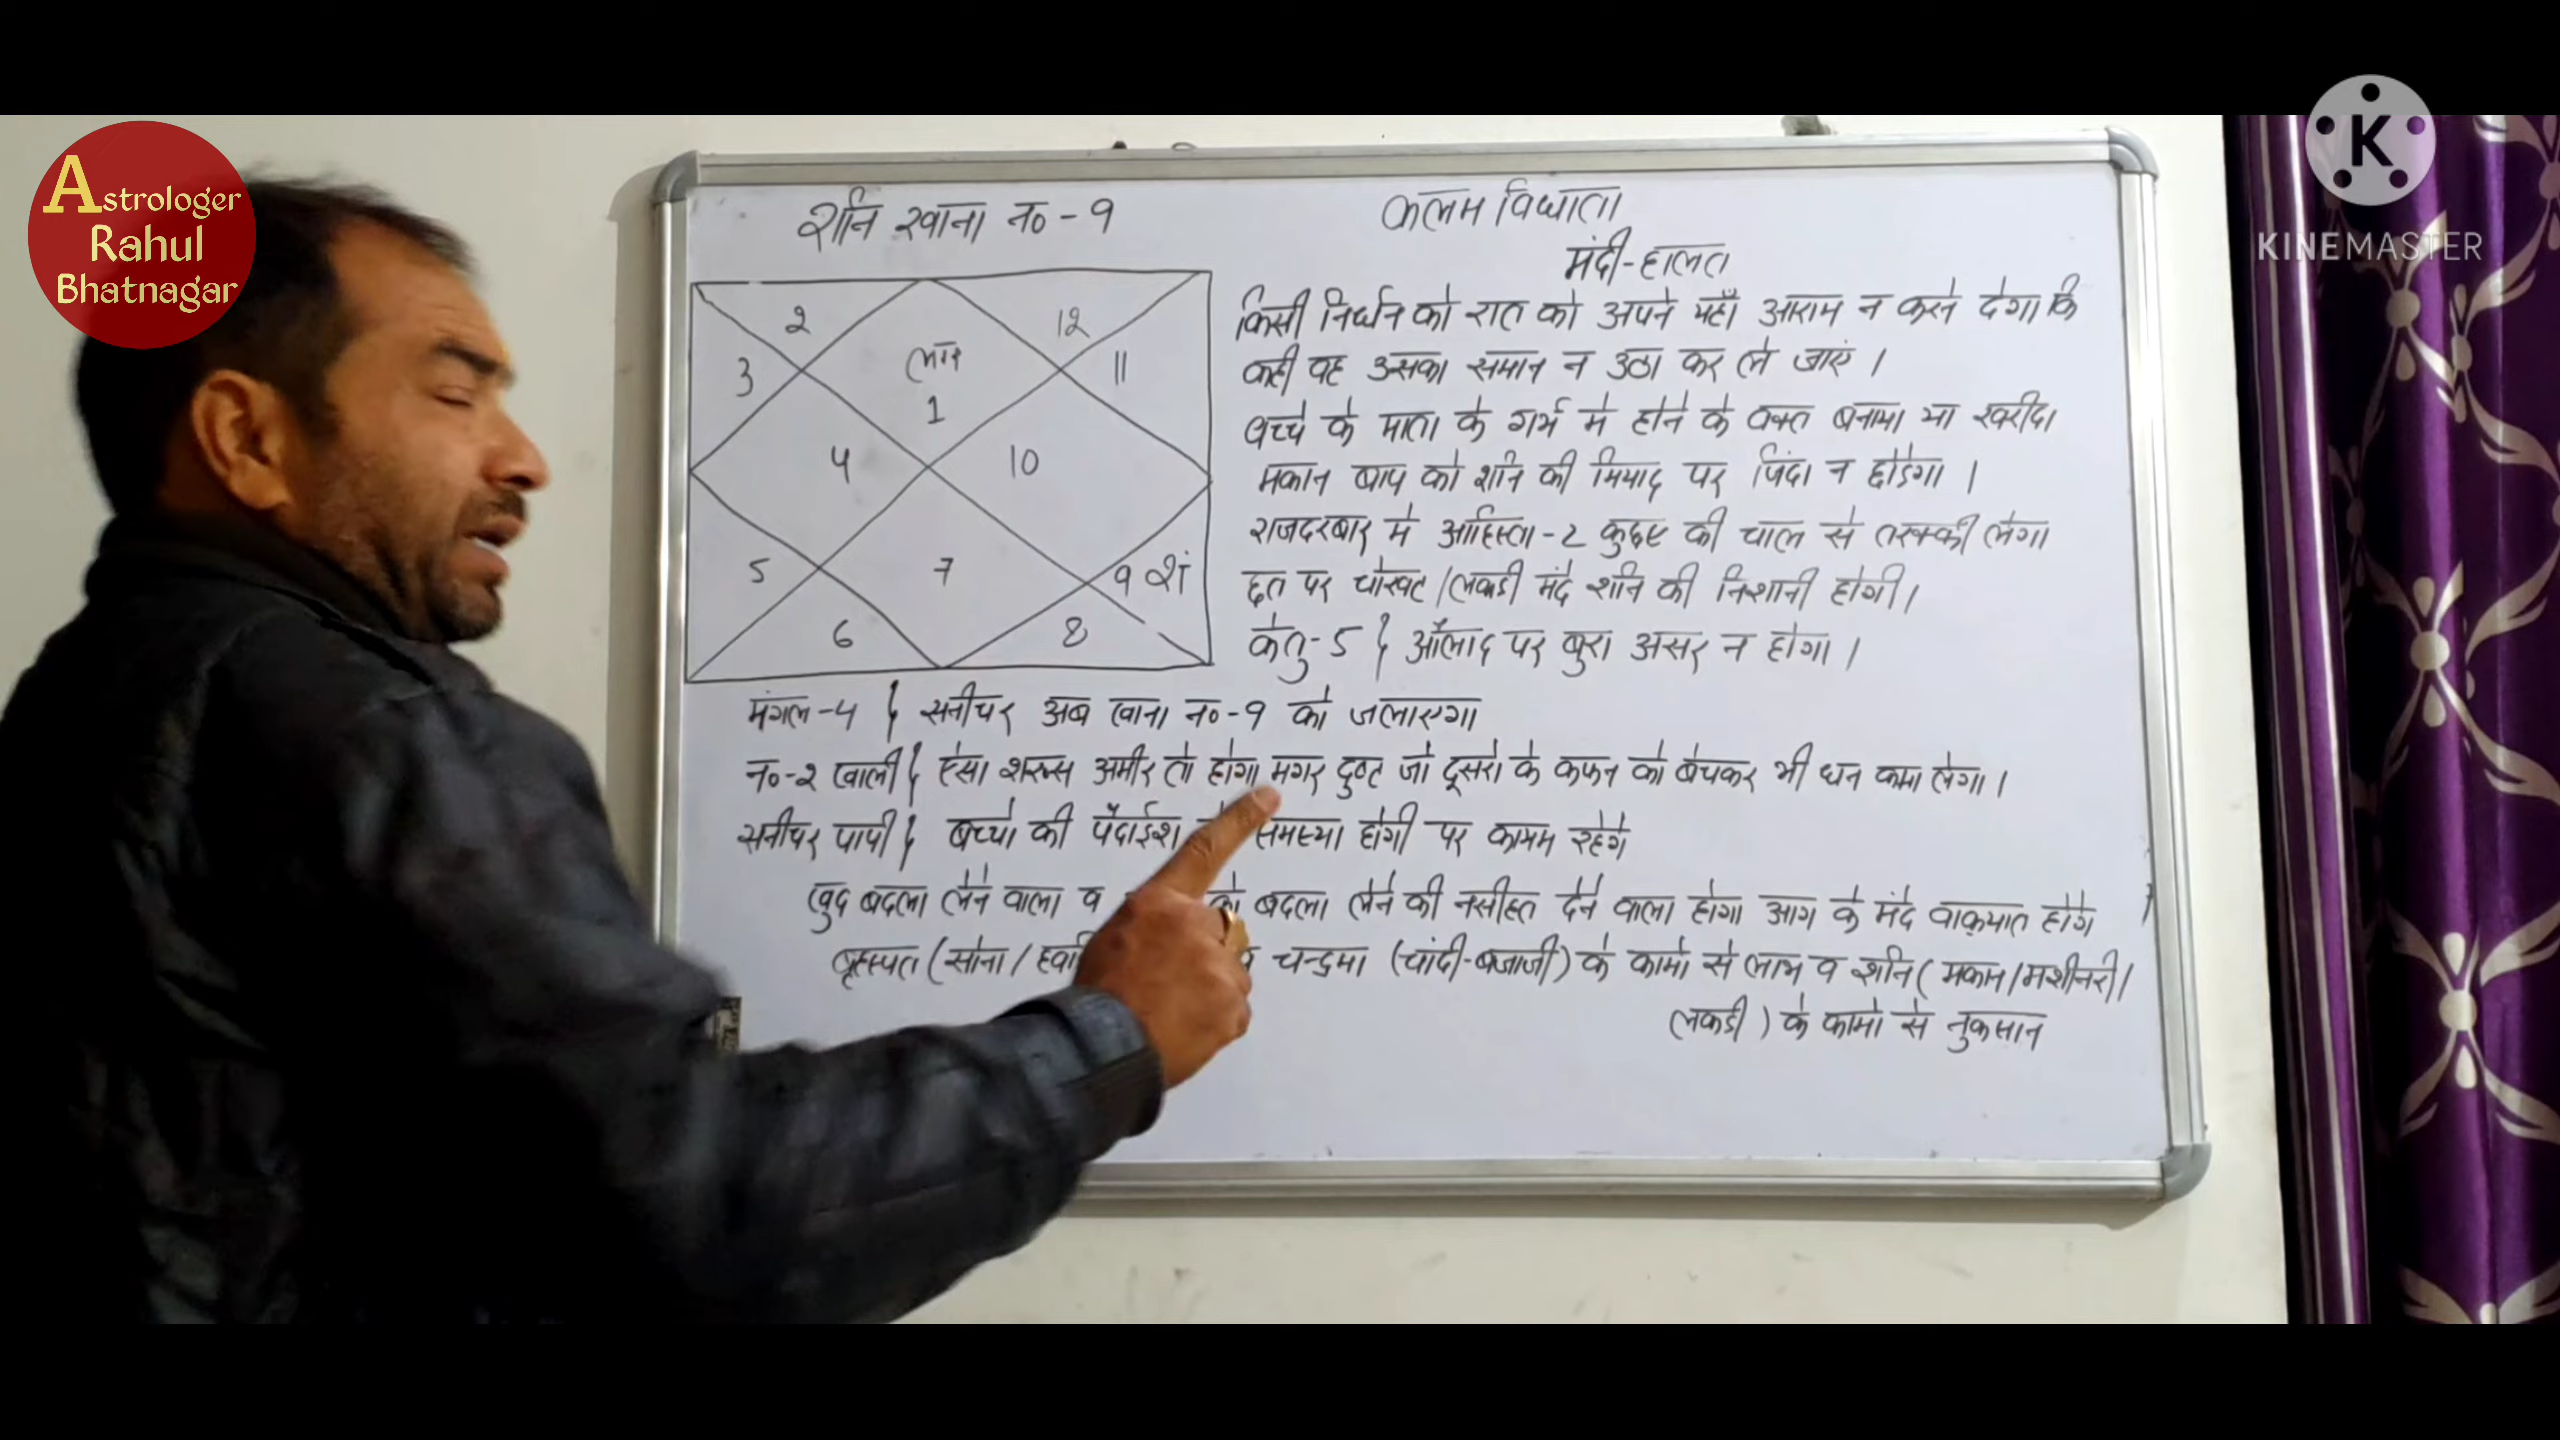 Astrologer
Rahul
Bhatnagar
KINEMASTER
शनि खाना न० - 9
कलम विधाता
मंदी - हालत
2
12
3
लग्न
11
1
4
10
5
7
9 श
6
8
किसी निर्धन को रात को अपने यहाँ आराम न करने देगा कि
कही वह उसका समान न उठा कर ले जाए ।
बच्चे के माता के गर्भ मे होने के वक्त बनाया या खरीदा
मकान बाप को शनि की मियाद पर जिंदा न छोडेगा ।
राजदरबार मे आहिस्ता - 2 कुछए की चाल से तरक्की लेगा
छत पर चोखट / लकडी मंदे शनि की निशानी होगी ।
केतु - 5 } औलाद पर बुरा असर न होगा ।
मंगल - 4 } सनीचर अब खाना न० - 9 को जलाएगा
न० - 2 खाली } ऐसा शख्स अमीर तो होगा मगर दुष्ट जो दूसरो के कफन को बेचकर भी धन कमा लेगा ।
सनीचर पापी } बच्चो की पैदाईश समस्या होगी पर कायम रहेगे
खुद बदला लेने वाला व को बदला लेने की नसीहत देने वाला होगा आग के मंदे वाक़यात होगे
बृहस्पत ( सोना / चन्द्रमा ( चांदी - बजाजी ) के कामो से लाभ व शनि ( मकान / मशीनरी /
लकडी ) के कामो से नुकसान